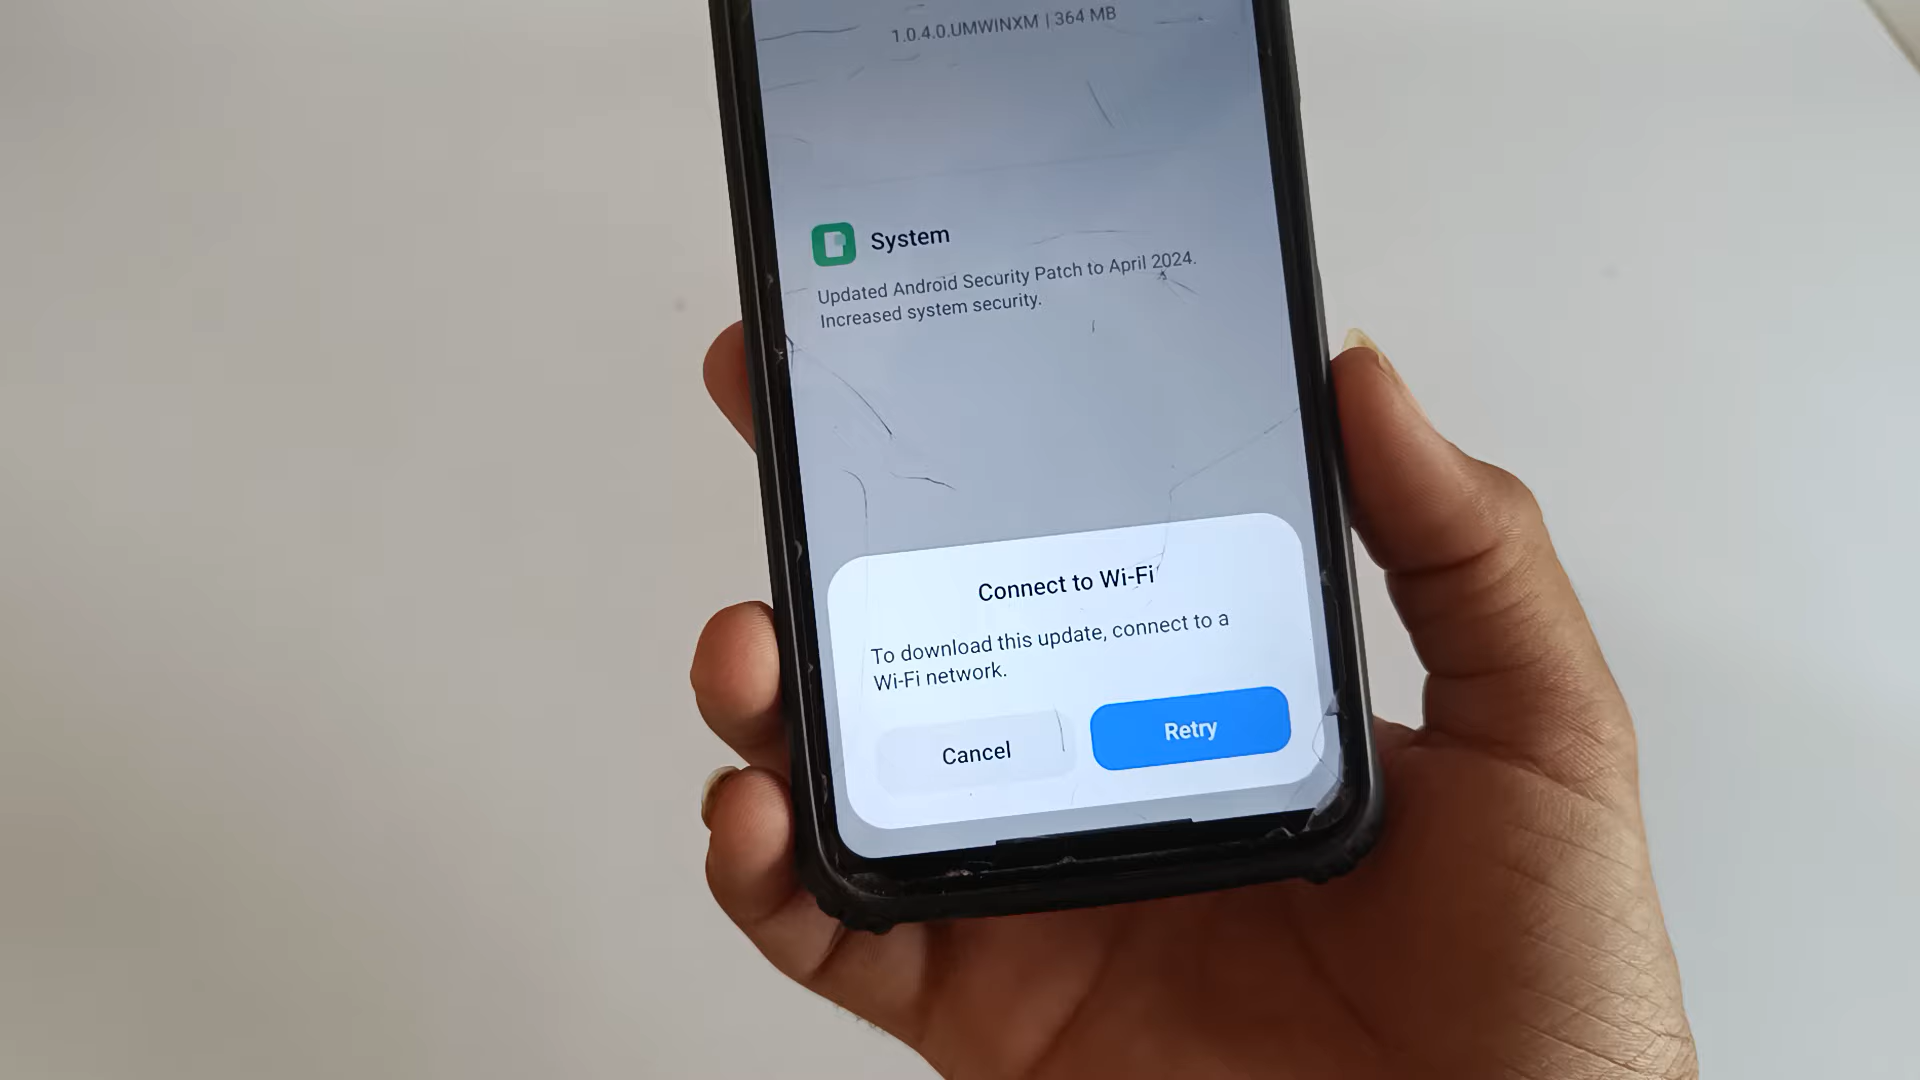 1.0.4.0.UMWINXM | 364 MB
System
Updated Android Security Patch to April 2024.
Increased system security.
Connect to Wi-Fi
To download this update, connect to a
Wi-Fi network.
Cancel
Retry